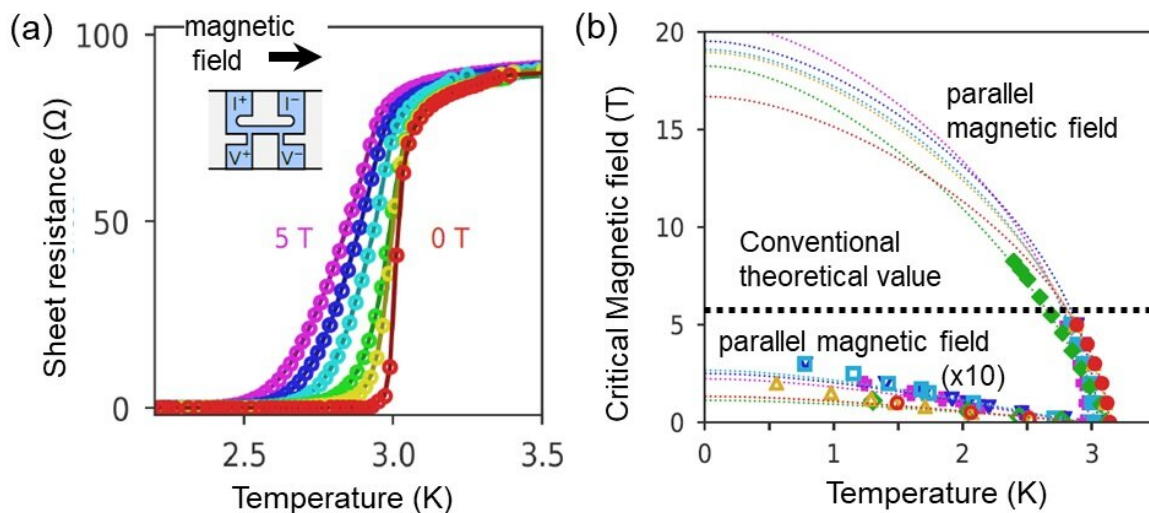 (a)
magnetic
field
I+ I−
V+ V−
5 T
0 T
100
50
0
Sheet resistance (Ω)
2.5 3.0 3.5
Temperature (K)
(b)
parallel
magnetic field
Conventional
theoretical value
parallel magnetic field
(x10)
20
15
10
5
0
Critical Magnetic field (T)
0 1 2 3
Temperature (K)